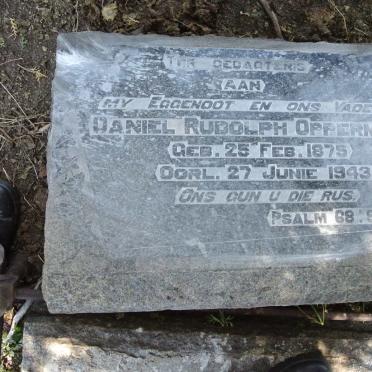 TER GEDAGTENIS
AAN
MY EGGENOOT EN ONS VADE
DANIEL RUDOLPH OPPERM
GEB. 25 FEB. 1875
OORL. 27 JUNIE 1943
ONS GUN U DIE RUS.
PSALM 68.